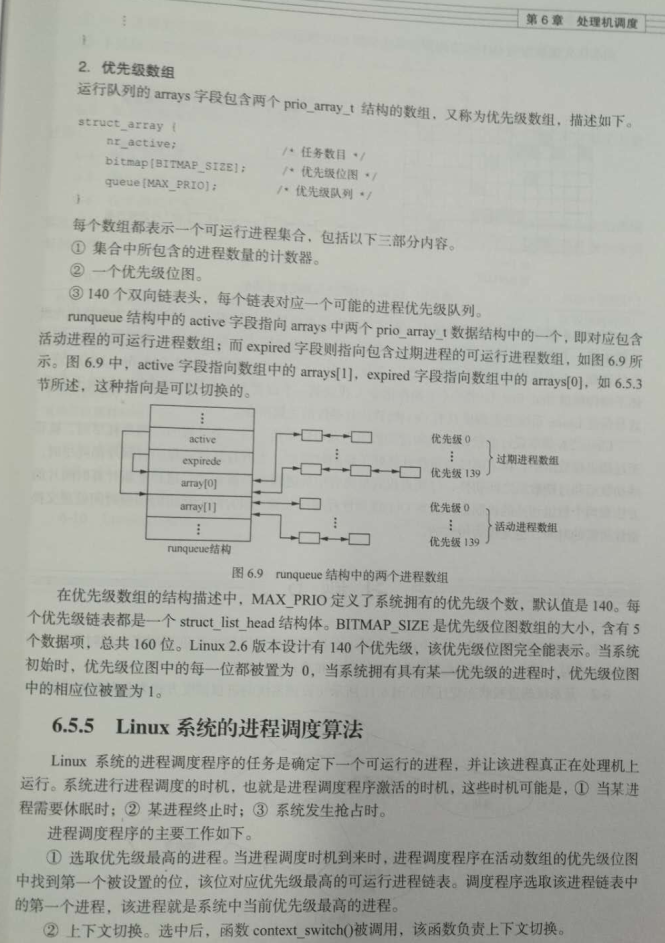 第6章 处理机调度
⋮
}
2. 优先级数组
运行队列的 arrays 字段包含两个 prio_array_t 结构的数组，又称为优先级数组，描述如下。
struct_array {
nr_active; /* 任务数目 */
bitmap[BITMAP_SIZE]; /* 优先级位图 */
queue[MAX_PRIO]; /* 优先级队列 */
}
每个数组都表示一个可运行进程集合，包括以下三部分内容。
① 集合中所包含的进程数量的计数器。
② 一个优先级位图。
③ 140 个双向链表头，每个链表对应一个可能的进程优先级队列。
runqueue 结构中的 active 字段指向 arrays 中两个 prio_array_t 数据结构中的一个，即对应包含
活动进程的可运行进程数组；而 expired 字段则指向包含过期进程的可运行进程数组，如图 6.9 所
示。图 6.9 中，active 字段指向数组中的 arrays[1]，expired 字段指向数组中的 arrays[0]，如 6.5.3
节所述，这种指向是可以切换的。
⋮
active
expirede
array[0]
array[1]
⋮
runqueue结构
⋮
⋮
优先级 0
⋮
优先级 139
过期进程数组
优先级 0
⋮
优先级 139
活动进程数组
图 6.9 runqueue 结构中的两个进程数组
在优先级数组的结构描述中，MAX_PRIO 定义了系统拥有的优先级个数，默认值是 140。每
个优先级链表都是一个 struct_list_head 结构体。BITMAP_SIZE 是优先级位图数组的大小，含有 5
个数据项，总共 160 位。Linux 2.6 版本设计有 140 个优先级，该优先级位图完全能表示。当系统
初始时，优先级位图中的每一位都被置为 0，当系统拥有具有某一优先级的进程时，优先级位图
中的相应位被置为 1。
6.5.5 Linux 系统的进程调度算法
Linux 系统的进程调度程序的任务是确定下一个可运行的进程，并让该进程真正在处理机上
运行。系统进行进程调度的时机，也就是进程调度程序激活的时机，这些时机可能是，① 当某进
程需要休眠时；② 某进程终止时；③ 系统发生抢占时。
进程调度程序的主要工作如下。
① 选取优先级最高的进程。当进程调度时机到来时，进程调度程序在活动数组的优先级位图
中找到第一个被设置的位，该位对应优先级最高的可运行进程链表。调度程序选取该进程链表中
的第一个进程，该进程就是系统中当前优先级最高的进程。
② 上下文切换。选中后，函数 context_switch()被调用，该函数负责上下文切换。